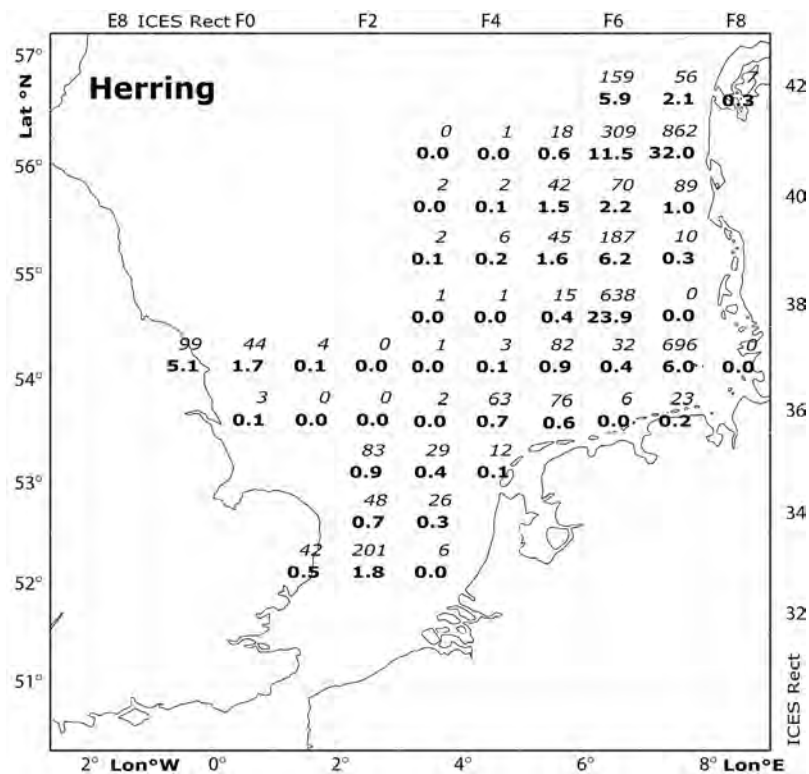 E8 ICES Rect F0 F2 F4 F6 F8
57°
Herring
Lat °N
159 56 7
42
5.9 2.1 0.3
0 1 18 309 862
56°
0.0 0.0 0.6 11.5 32.0
2 2 42 70 89
40
0.0 0.1 1.5 2.2 1.0
2 6 45 187 10
55°
0.1 0.2 1.6 6.2 0.3
1 1 15 638 0
38
0.0 0.0 0.4 23.9 0.0
99 44 4 0 1 3 82 32 696 0
54°
5.1 1.7 0.1 0.0 0.0 0.1 0.9 0.4 6.0 0.0
3 0 0 2 63 76 6 23
36
0.1 0.0 0.0 0.0 0.7 0.6 0.0 0.2
83 29 12
53°
0.9 0.4 0.1
48 26
34
0.7 0.3
42 201 6
52°
0.5 1.8 0.0
32
51°
ICES Rect
2° Lon°W 0° 2° 4° 6° 8° Lon°E